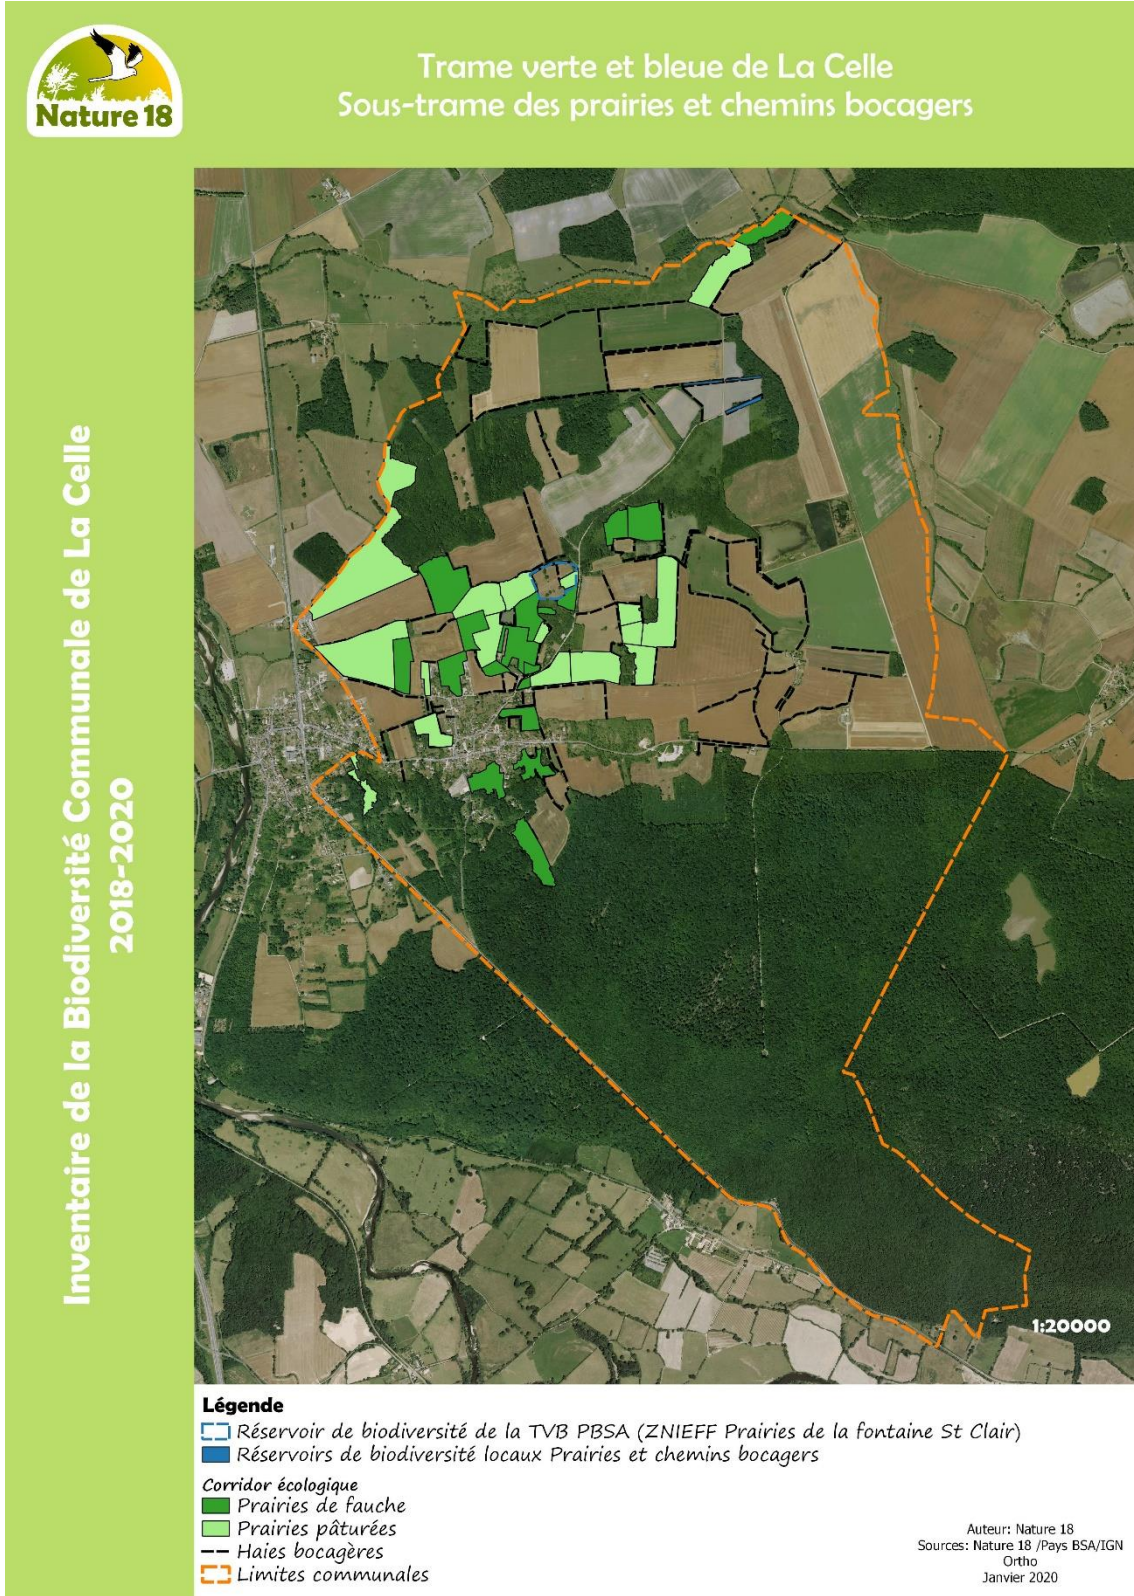 Nature 18
Trame verte et bleue de La Celle
Sous-trame des prairies et chemins bocagers
Inventaire de la Biodiversité Communale de La Celle
2018-2020
1:20000
Légende
Réservoir de biodiversité de la TVB PBSA (ZNIEFF Prairies de la fontaine St Clair)
Réservoirs de biodiversité locaux Prairies et chemins bocagers
Corridor écologique
Prairies de fauche
Prairies pâturées
Haies bocagères
Limites communales
Auteur: Nature 18
Sources: Nature 18 /Pays BSA/IGN
Ortho
Janvier 2020